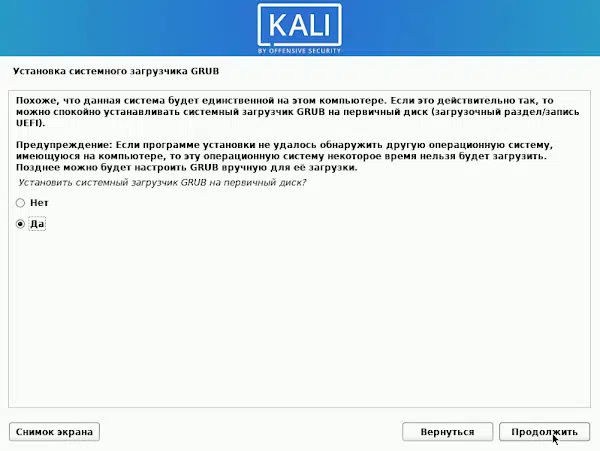 KALI
BY OFFENSIVE SECURITY
Установка системного загрузчика GRUB
Похоже, что данная система будет единственной на этом компьютере. Если это действительно так, то
можно спокойно устанавливать системный загрузчик GRUB на первичный диск (загрузочный раздел/запись
UEFI).
Предупреждение: Если программе установки не удалось обнаружить другую операционную систему,
имеющуюся на компьютере, то эту операционную систему некоторое время нельзя будет загрузить.
Позднее можно будет настроить GRUB вручную для её загрузки.
Установить системный загрузчик GRUB на первичный диск?
Нет
Да
Снимок экрана
Вернуться
Продолжить